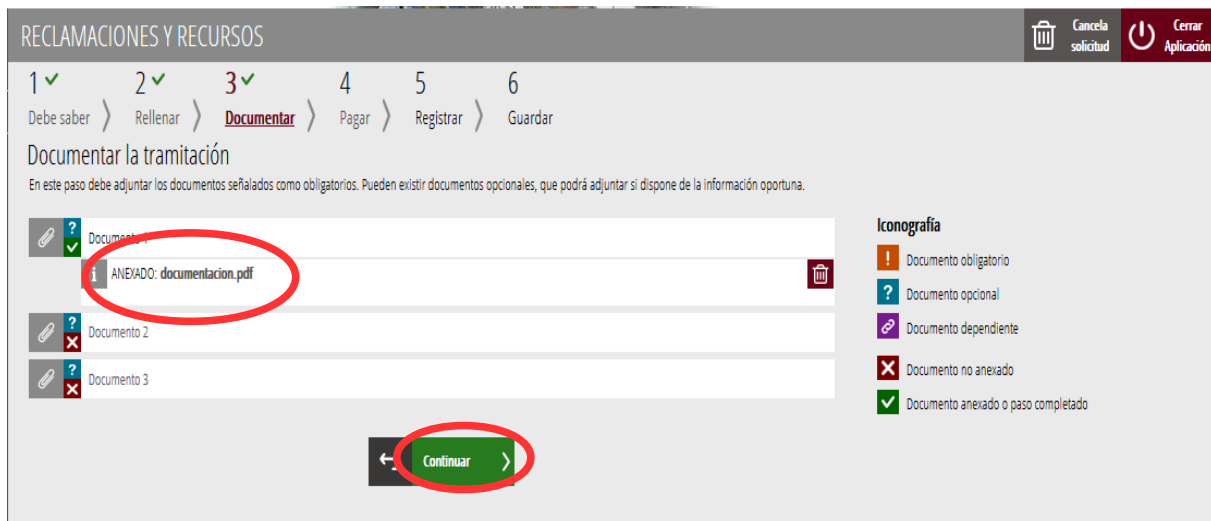 RECLAMACIONES Y RECURSOS
Cancela solicitud
Cerrar Aplicación
1 2 3 4 5 6
Debe saber Rellenar Documentar Pagar Registrar Guardar
Documentar la tramitación
En este paso debe adjuntar los documentos señalados como obligatorios. Pueden existir documentos opcionales, que podrá adjuntar si dispone de la información oportuna.
ANEXADO: documentacion.pdf
Documento 2
Documento 3
Continuar
Iconografía
Documento obligatorio
Documento opcional
Documento dependiente
Documento no anexado
Documento anexado o paso completado